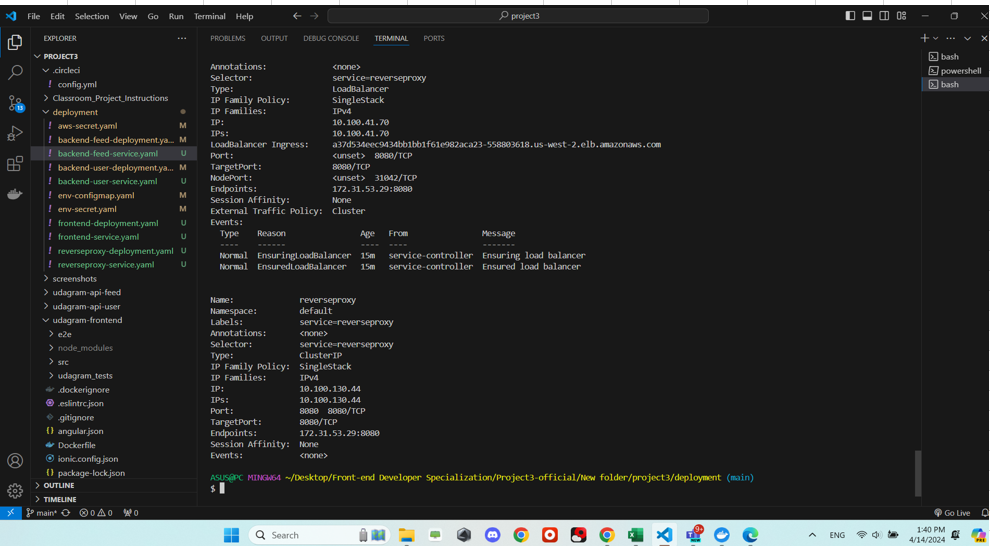 File Edit Selection View Go Run Terminal Help
project3
EXPLORER
PROJECT3
.circleci
! config.yml
Classroom_Project_Instructions
deployment
! aws-secret.yaml M
! backend-feed-deployment.ya... M
! backend-feed-service.yaml U
! backend-user-deployment.ya... M
! backend-user-service.yaml U
! env-configmap.yaml M
! env-secret.yaml M
! frontend-deployment.yaml U
! frontend-service.yaml U
! reverseproxy-deployment.yaml U
! reverseproxy-service.yaml U
screenshots
udagram-api-feed
udagram-api-user
udagram-frontend
e2e
node_modules
src
udagram_tests
.dockerignore
.eslintrc.json
.gitignore
{} angular.json
Dockerfile
ionic.config.json
{} package-lock.json
OUTLINE
TIMELINE
13
PROBLEMS OUTPUT DEBUG CONSOLE TERMINAL PORTS
Annotations: <none>
Selector: service=reverseproxy
Type: LoadBalancer
IP Family Policy: SingleStack
IP Families: IPv4
IP: 10.100.41.70
IPs: 10.100.41.70
LoadBalancer Ingress: a37d534eec9434bb1bb1f61e982aca23-558803618.us-west-2.elb.amazonaws.com
Port: <unset> 8080/TCP
TargetPort: 8080/TCP
NodePort: <unset> 31042/TCP
Endpoints: 172.31.53.29:8080
Session Affinity: None
External Traffic Policy: Cluster
Events:
Type Reason Age From Message
---- ------ ---- ---- -------
Normal EnsuringLoadBalancer 15m service-controller Ensuring load balancer
Normal EnsuredLoadBalancer 15m service-controller Ensured load balancer
Name: reverseproxy
Namespace: default
Labels: service=reverseproxy
Annotations: <none>
Selector: service=reverseproxy
Type: ClusterIP
IP Family Policy: SingleStack
IP Families: IPv4
IP: 10.100.130.44
IPs: 10.100.130.44
Port: 8080 8080/TCP
TargetPort: 8080/TCP
Endpoints: 172.31.53.29:8080
Session Affinity: None
Events: <none>
ASUS@PC MINGW64 ~/Desktop/Front-end Developer Specialization/Project3-official/New folder/project3/deployment (main)
$
bash
powershell
bash
main* 0 0 0 Go Live
Search
9+
ENG
1:40 PM
4/14/2024